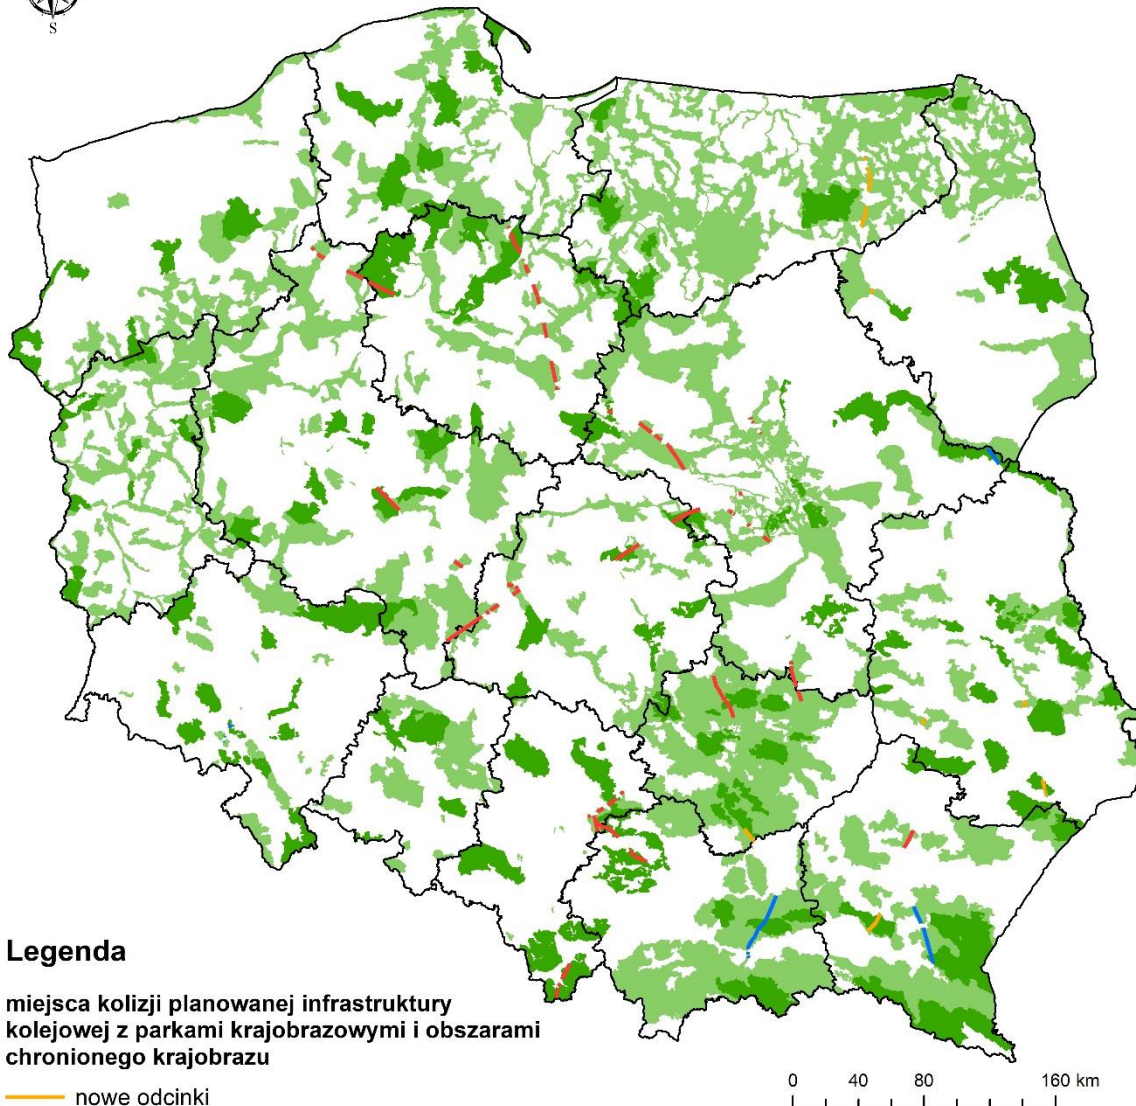 S
Legenda
miejsca kolizji planowanej infrastruktury
kolejowej z parkami krajobrazowymi i obszarami
chronionego krajobrazu
nowe odcinki
0 40 80 160 km